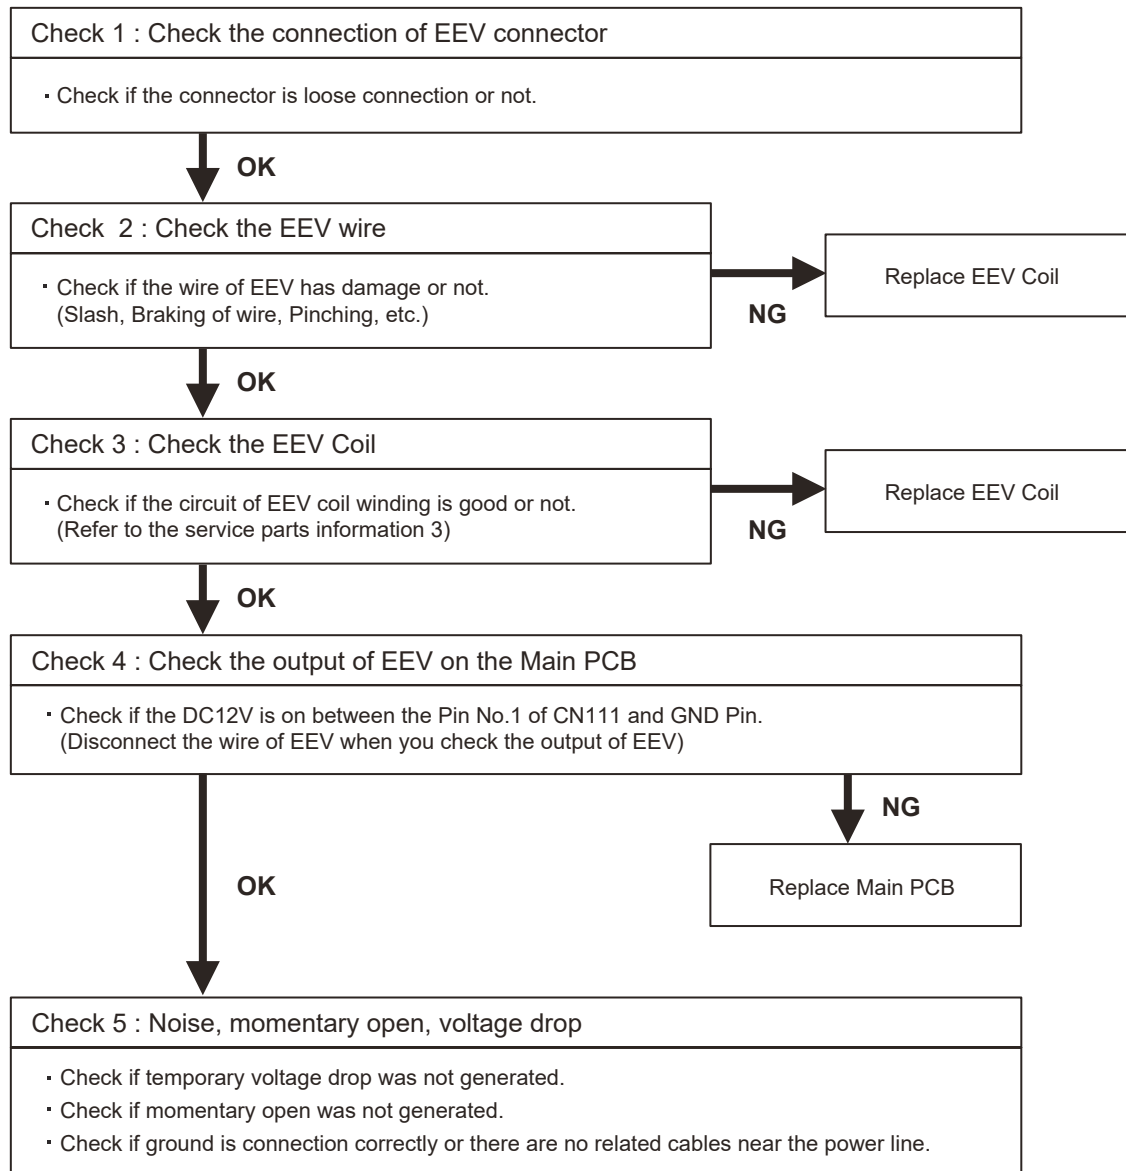 Check 1 : Check the connection of EEV connector
· Check if the connector is loose connection or not.
OK
Check 2 : Check the EEV wire
· Check if the wire of EEV has damage or not.
(Slash, Braking of wire, Pinching, etc.)
NG
Replace EEV Coil
OK
Check 3 : Check the EEV Coil
· Check if the circuit of EEV coil winding is good or not.
(Refer to the service parts information 3)
NG
Replace EEV Coil
OK
Check 4 : Check the output of EEV on the Main PCB
· Check if the DC12V is on between the Pin No.1 of CN111 and GND Pin.
(Disconnect the wire of EEV when you check the output of EEV)
NG
Replace Main PCB
OK
Check 5 : Noise, momentary open, voltage drop
· Check if temporary voltage drop was not generated.
· Check if momentary open was not generated.
· Check if ground is connection correctly or there are no related cables near the power line.